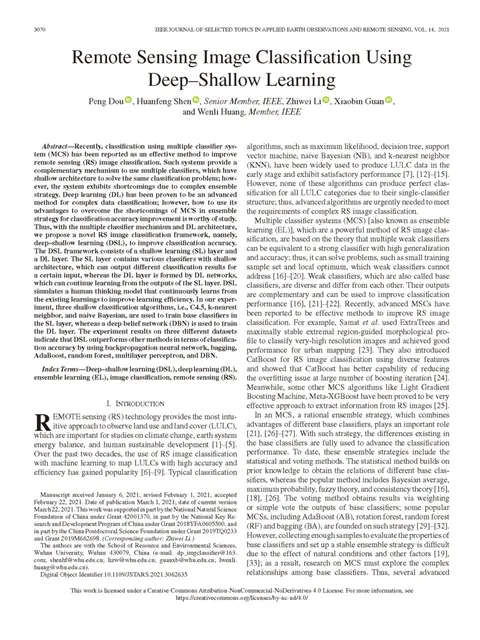 3070
IEEE JOURNAL OF SELECTED TOPICS IN APPLIED EARTH OBSERVATIONS AND REMOTE SENSING, VOL. 14, 2021
Remote Sensing Image Classification Using
Deep–Shallow Learning
Peng Dou, Huanfeng Shen, Senior Member, IEEE, Zhiwei Li, Xiaobin Guan,
and Wenli Huang, Member, IEEE
Abstract—Recently, classification using multiple classifier sys-
tem (MCS) has been reported as an effective method to improve
remote sensing (RS) image classification. Such systems provide a
complementary mechanism to use multiple classifiers, which have
shallow architecture to solve the same classification problem; how-
ever, the system exhibits shortcomings due to complex ensemble
strategy. Deep learning (DL) has been proven to be an advanced
method for complex data classification; however, how to use its
advantages to overcome the shortcomings of MCS in ensemble
strategy for classification accuracy improvement is worthy of study.
Thus, with the multiple classifier mechanism and DL architecture,
we propose a novel RS image classification framework, namely,
deep–shallow learning (DSL), to improve classification accuracy.
The DSL framework consists of a shallow learning (SL) layer and
a DL layer. The SL layer contains various classifiers with shallow
architecture, which can output different classification results for
a certain input, whereas the DL layer is formed by DL networks,
which can continue learning from the outputs of the SL layer. DSL
simulates a human thinking model that continuously learns from
the existing learnings to improve learning efficiency. In our exper-
iment, three shallow classification algorithms, i.e., C4.5, k-nearest
neighbor, and naive Bayesian, are used to train base classifiers in
the SL layer, whereas a deep belief network (DBN) is used to train
the DL layer. The experiment results on three different datasets
indicate that DSL outperforms other methods in terms of classifica-
tion accuracy by using backpropagation neural network, bagging,
AdaBoost, random forest, multilayer perceptron, and DBN.
Index Terms—Deep–shallow learning (DSL), deep learning (DL),
ensemble learning (EL), image classification, remote sensing (RS).
I. INTRODUCTION
REMOTE sensing (RS) technology provides the most intu-
itive approach to observe land use and land cover (LULC),
which are important for studies on climate change, earth system
energy balance, and human sustainable development [1]–[5].
Over the past two decades, the use of RS image classification
with machine learning to map LULCs with high accuracy and
efficiency has gained popularity [6]–[9]. Typical classification
Manuscript received January 6, 2021; revised February 1, 2021; accepted
February 22, 2021. Date of publication March 1, 2021; date of current version
March 22, 2021. This work was supported in part by the National Natural Science
Foundation of China under Grant 42001370, in part by the National Key Re-
search and Development Program of China under Grant 2018YFA0605500, and
in part by the China Postdoctoral Science Foundation under Grant 2019TQ0233
and Grant 2019M662698. (Corresponding author: Zhiwei Li.)
The authors are with the School of Resource and Environmental Sciences,
Wuhan University, Wuhan 430079, China (e-mail: dp_imgclassifier@163.
com; shenhf@whu.edu.cn; lizw@whu.edu.cn; guanxb@whu.edu.cn; lwenli.
huang@whu.edu.cn).
Digital Object Identifier 10.1109/JSTARS.2021.3062635
algorithms, such as maximum likelihood, decision tree, support
vector machine, naive Bayesian (NB), and k-nearest neighbor
(KNN), have been widely used to produce LULC data in the
early stage and exhibit satisfactory performance [7], [12]–[15].
However, none of these algorithms can produce perfect clas-
sification for all LULC categories due to their single-classifier
structure; thus, advanced algorithms are urgently needed to meet
the requirements of complex RS image classification.
Multiple classifier systems (MCS) [also known as ensemble
learning (EL)], which are a powerful method of RS image clas-
sification, are based on the theory that multiple weak classifiers
can be equivalent to a strong classifier with high generalization
and accuracy; thus, it can solve problems, such as small training
sample set and local optimum, which weak classifiers cannot
address [16]–[20]. Weak classifiers, which are also called base
classifiers, are diverse and differ from each other. Their outputs
are complementary and can be used to improve classification
performance [16], [21]–[22]. Recently, advanced MSCs have
been reported to be effective methods to improve RS image
classification. For example, Samat et al. used ExtraTrees and
maximally stable extremal region-guided morphological pro-
file to classify very-high resolution images and achieved good
performance for urban mapping [23]. They also introduced
CatBoost for RS image classification using diverse features
and showed that CatBoost has better capability of reducing
the overfitting issue at large number of boosting iteration [24].
Meanwhile, some other MCS algorithms like Light Gradient
Boosting Machine, Meta-XGBoost have been proved to be very
effective approach to extract information from RS images [25].
In an MCS, a rational ensemble strategy, which combines
advantages of different base classifiers, plays an important role
[21], [26]–[27]. With such strategy, the differences existing in
the base classifiers are fully used to advance the classification
performance. To date, these ensemble strategies include the
statistical and voting methods. The statistical method builds on
prior knowledge to obtain the relations of different base clas-
sifiers, whereas the popular method includes Bayesian average,
maximum probability, fuzzy theory, and consistency theory [16],
[18], [26]. The voting method obtains results via weighting
or simple vote the outputs of base classifiers; some popular
MCSs, including AdaBoost (AB), rotation forest, random forest
(RF) and bagging (BA), are founded on such strategy [29]–[32].
However, collecting enough samples to evaluate the properties of
base classifiers and set up a stable ensemble strategy is difficult
due to the effect of natural conditions and other factors [19],
[33]; as a result, research on MCS must explore the complex
relationships among base classifiers. Thus, several advanced
This work is licensed under a Creative Commons Attribution-NonCommercial-NoDerivatives 4.0 License. For more information, see
https://creativecommons.org/licenses/by-nc-nd/4.0/